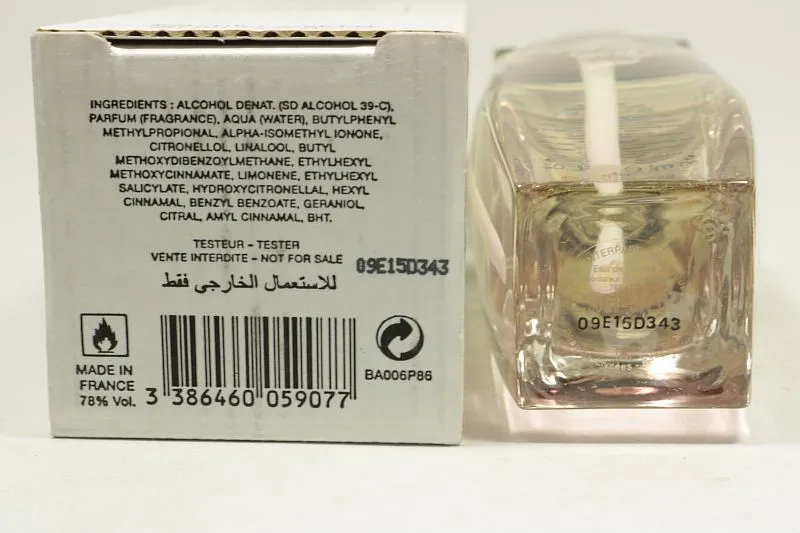 INGREDIENTS : ALCOHOL DENAT. (SD ALCOHOL 39-C),
PARFUM (FRAGRANCE), AQUA (WATER), BUTYLPHENYL
METHYLPROPIONAL, ALPHA-ISOMETHYL IONONE,
CITRONELLOL, LINALOOL, BUTYL
METHOXYDIBENZOYLMETHANE, ETHYLHEXYL
METHOXYCINNAMATE, LIMONENE, ETHYLHEXYL
SALICYLATE, HYDROXYCITRONELLAL, HEXYL
CINNAMAL, BENZYL BENZOATE, GERANIOL,
CITRAL, AMYL CINNAMAL, BHT.
TESTEUR - TESTER
VENTE INTERDITE - NOT FOR SALE
09E15D343
للاستعمال الخارجي فقط
MADE IN
FRANCE
78% Vol.
3 386460 059077
BA006P86
09E15D343